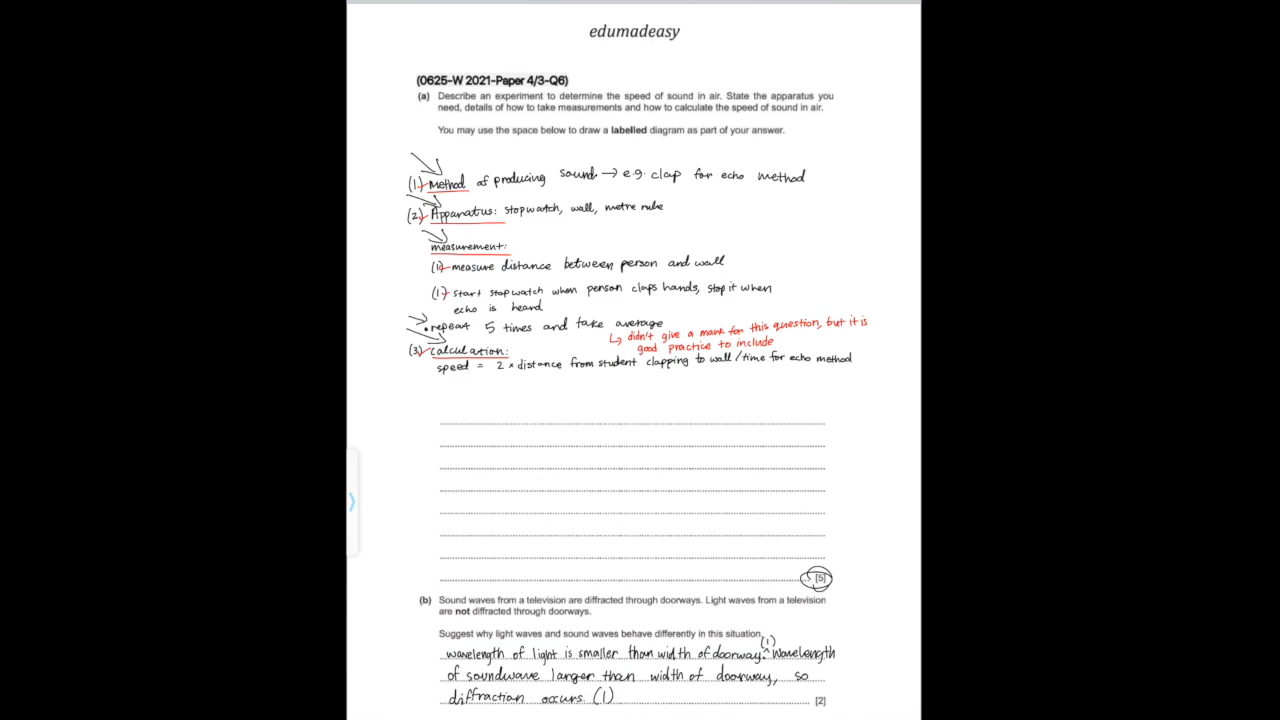 edumadeasy
(0625-W 2021-Paper 4/3-Q6)
(a) Describe an experiment to determine the speed of sound in air. State the apparatus you
need, details of how to take measurements and how to calculate the speed of sound in air.
You may use the space below to draw a labelled diagram as part of your answer.
(1) Method of producing sound → e.g. clap for echo method
(2) Apparatus: stopwatch, wall, metre rule
measurement:
(1) measure distance between person and wall
(1) start stopwatch when person claps hands, stop it when
echo is heard
• repeat 5 times and take average
↳ didn't give a mark for this question, but it is
good practice to include
(3) calculation:
speed = 2 × distance from student clapping to wall / time for echo method
[5]
(b) Sound waves from a television are diffracted through doorways. Light waves from a television
are not diffracted through doorways.
Suggest why light waves and sound waves behave differently in this situation.
wavelength of light is smaller than width of doorway. (1) Wavelength
of soundwave larger than width of doorway, so
diffraction occurs. (1)
[2]